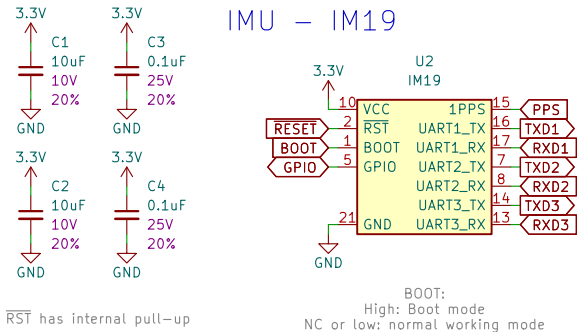 IMU - IM19
3.3V
C1
10uF
10V
20%
GND
3.3V
C3
0.1uF
25V
20%
GND
3.3V
C2
10uF
10V
20%
GND
3.3V
C4
0.1uF
25V
20%
GND
RST has internal pull-up
U2
IM19
3.3V
10 VCC
RESET 2 RST
BOOT 1 BOOT
GPIO 5 GPIO
21 GND
GND
1PPS 15 PPS
UART1_TX 16 TXD1
UART1_RX 17 RXD1
UART2_TX 7 TXD2
UART2_RX 8 RXD2
UART3_TX 14 TXD3
UART3_RX 13 RXD3
BOOT:
High: Boot mode
NC or low: normal working mode